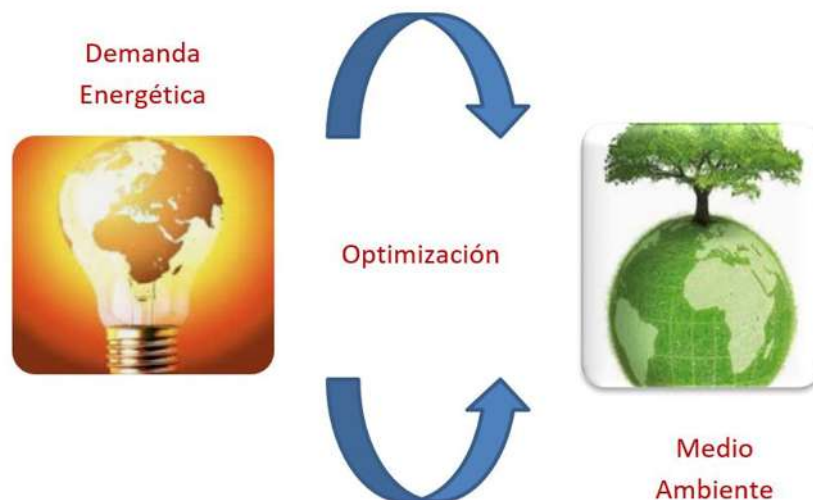 Demanda
Energética
Optimización
Medio
Ambiente